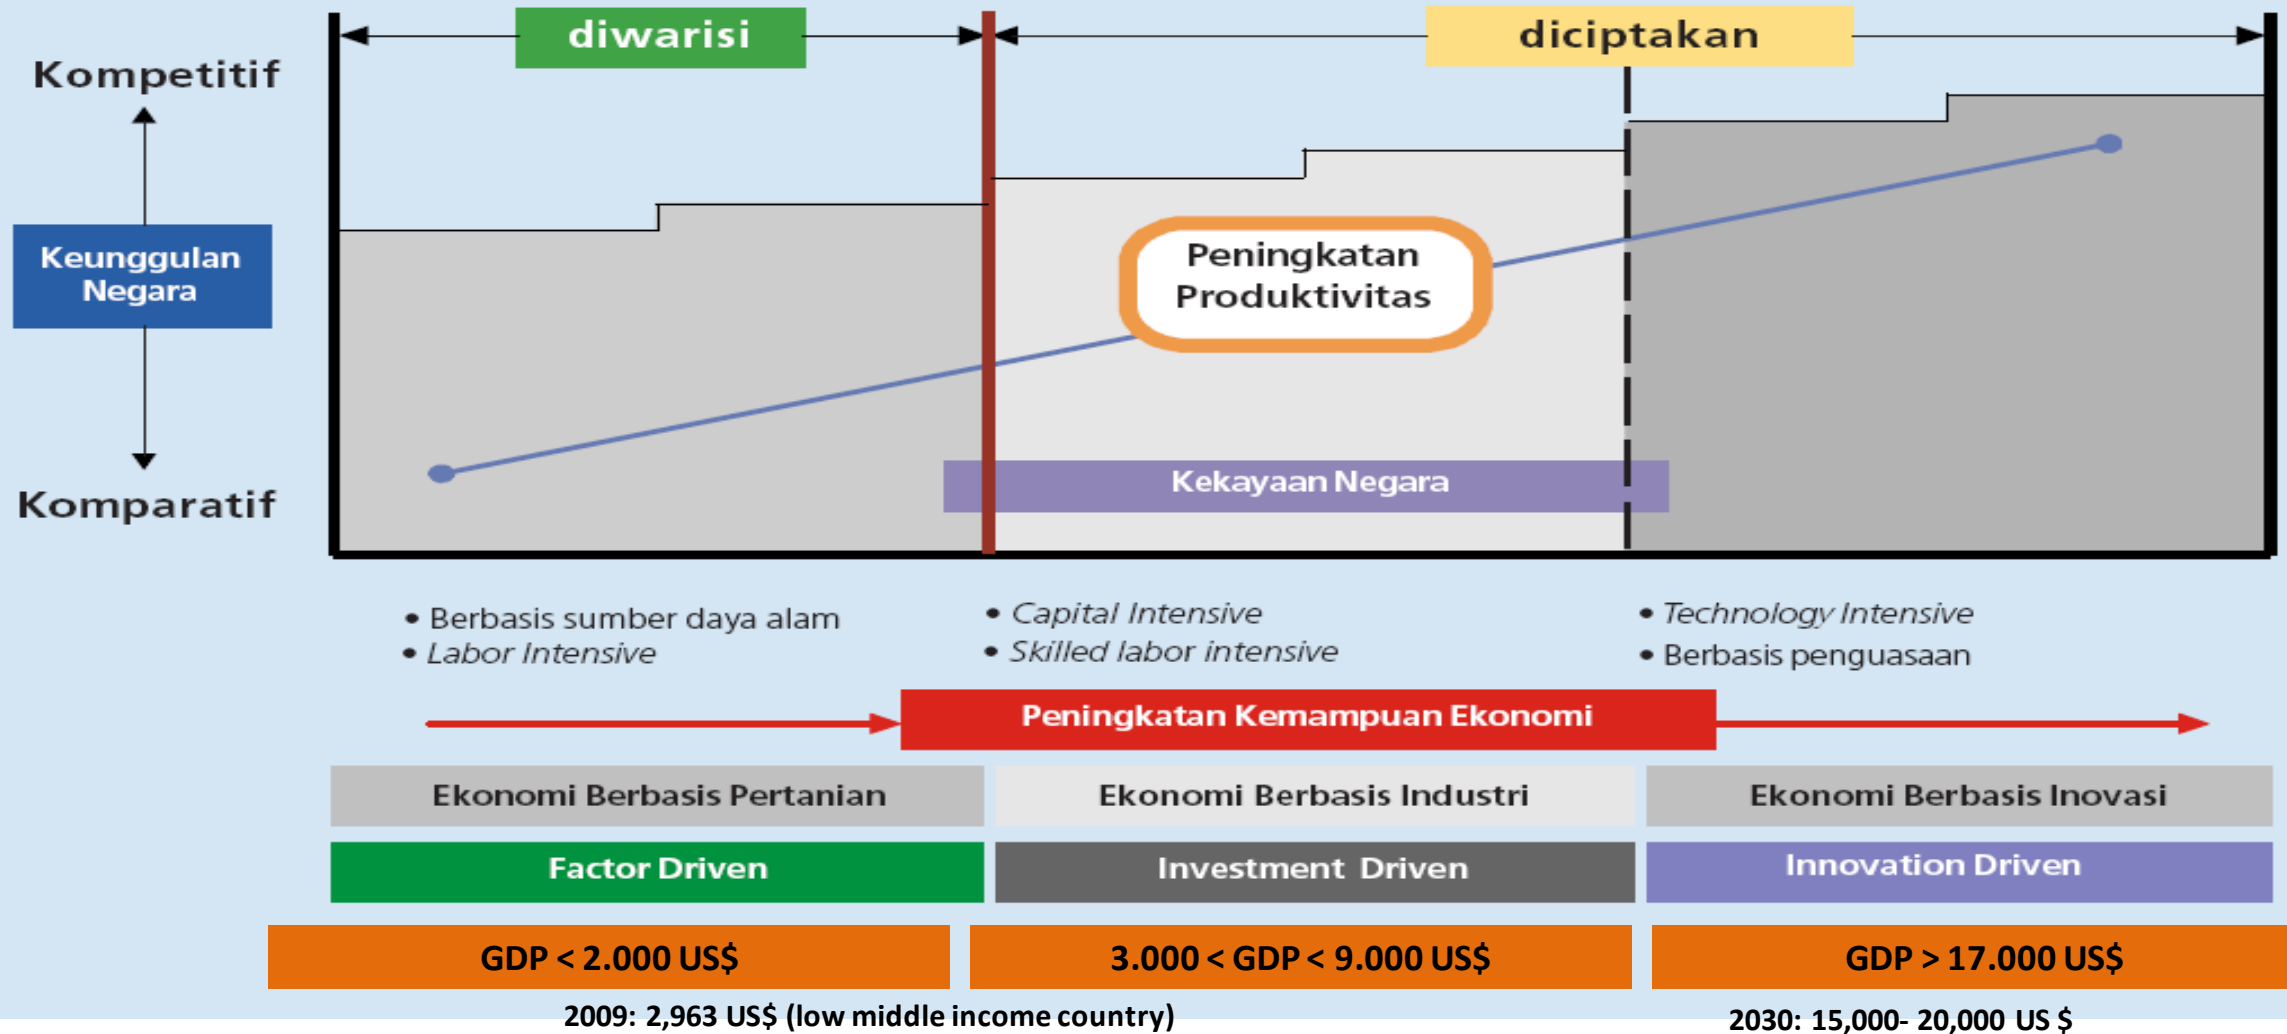 diwarisi
diciptakan
Kompetitif
Keunggulan
Negara
Komparatif
Peningkatan
Produktivitas
Kekayaan Negara
• Berbasis sumber daya alam
• Labor Intensive
• Capital Intensive
• Skilled labor intensive
• Technology Intensive
• Berbasis penguasaan
Peningkatan Kemampuan Ekonomi
Ekonomi Berbasis Pertanian
Ekonomi Berbasis Industri
Ekonomi Berbasis Inovasi
Factor Driven
Investment Driven
Innovation Driven
GDP < 2.000 US$
3.000 < GDP < 9.000 US$
GDP > 17.000 US$
2009: 2,963 US$ (low middle income country)
2030: 15,000- 20,000 US $